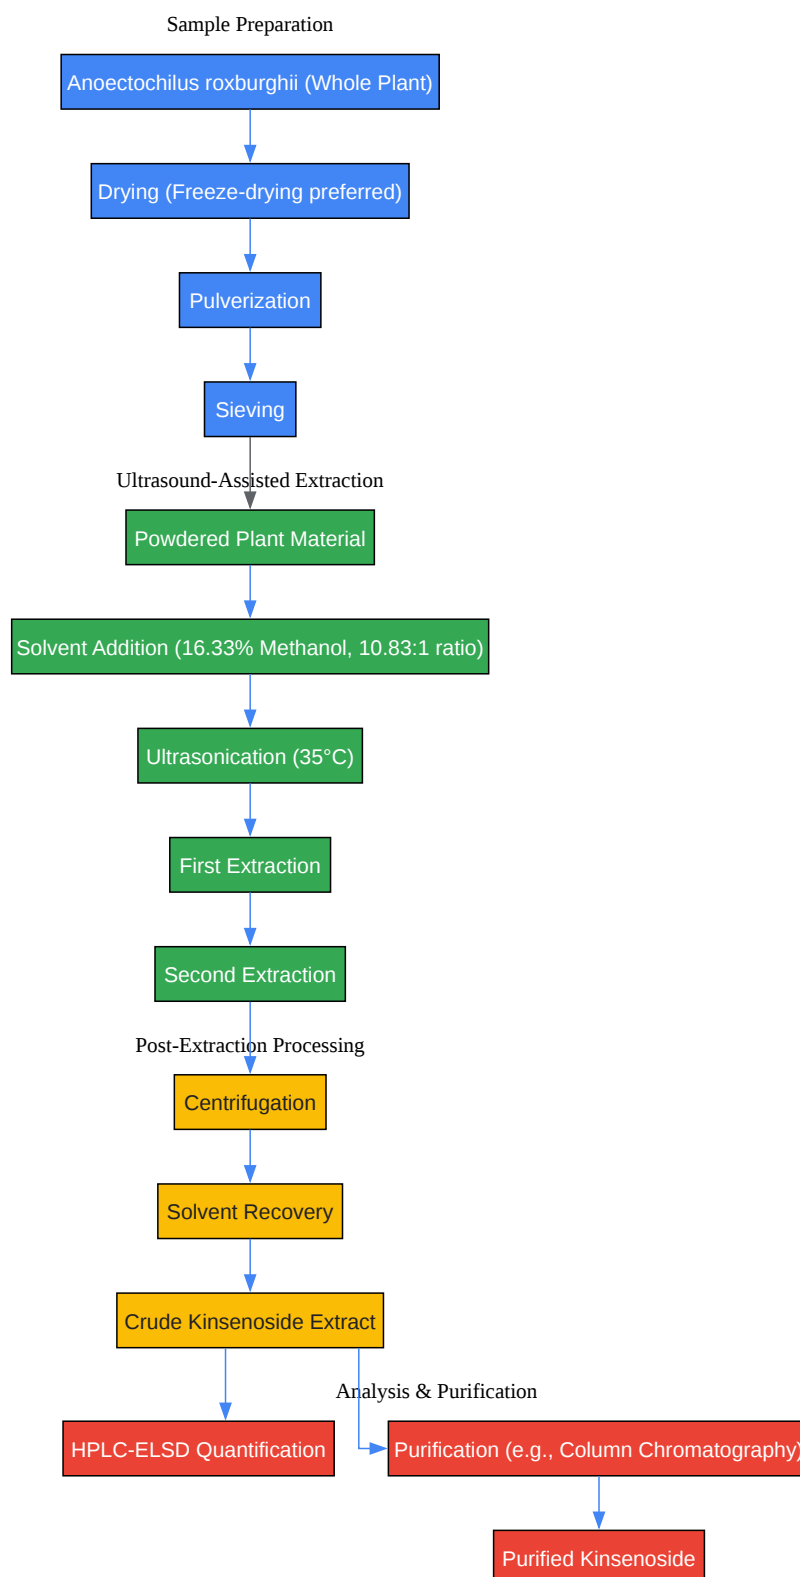 Sample Preparation
Anoectochilus roxburghii (Whole Plant)
Drying (Freeze-drying preferred)
Pulverization
Sieving
Ultrasound-Assisted Extraction
Powdered Plant Material
Solvent Addition (16.33% Methanol, 10.83:1 ratio)
Ultrasonication (35°C)
First Extraction
Second Extraction
Post-Extraction Processing
Centrifugation
Solvent Recovery
Crude Kinsenoside Extract
Analysis & Purification
HPLC-ELSD Quantification
Purification (e.g., Column Chromatography)
Purified Kinsenoside